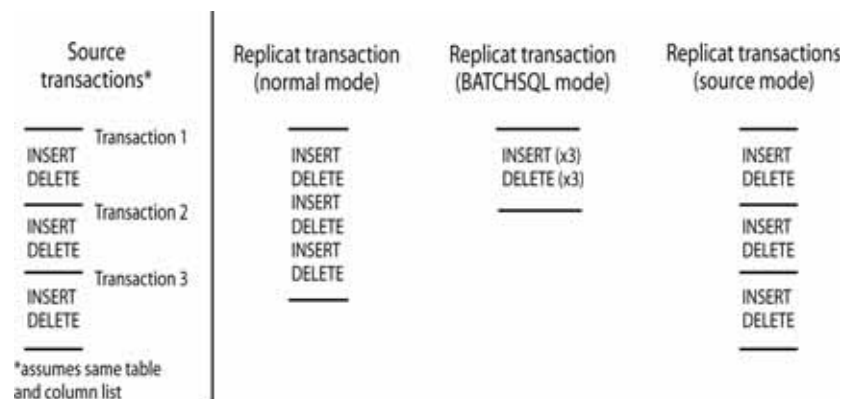 Source
transactions*
Transaction 1
INSERT
DELETE
Transaction 2
INSERT
DELETE
Transaction 3
INSERT
DELETE
*assumes same table
and column list
Replicat transaction
(normal mode)
INSERT
DELETE
INSERT
DELETE
INSERT
DELETE
Replicat transaction
(BATCHSQL mode)
INSERT (x3)
DELETE (x3)
Replicat transactions
(source mode)
INSERT
DELETE
INSERT
DELETE
INSERT
DELETE